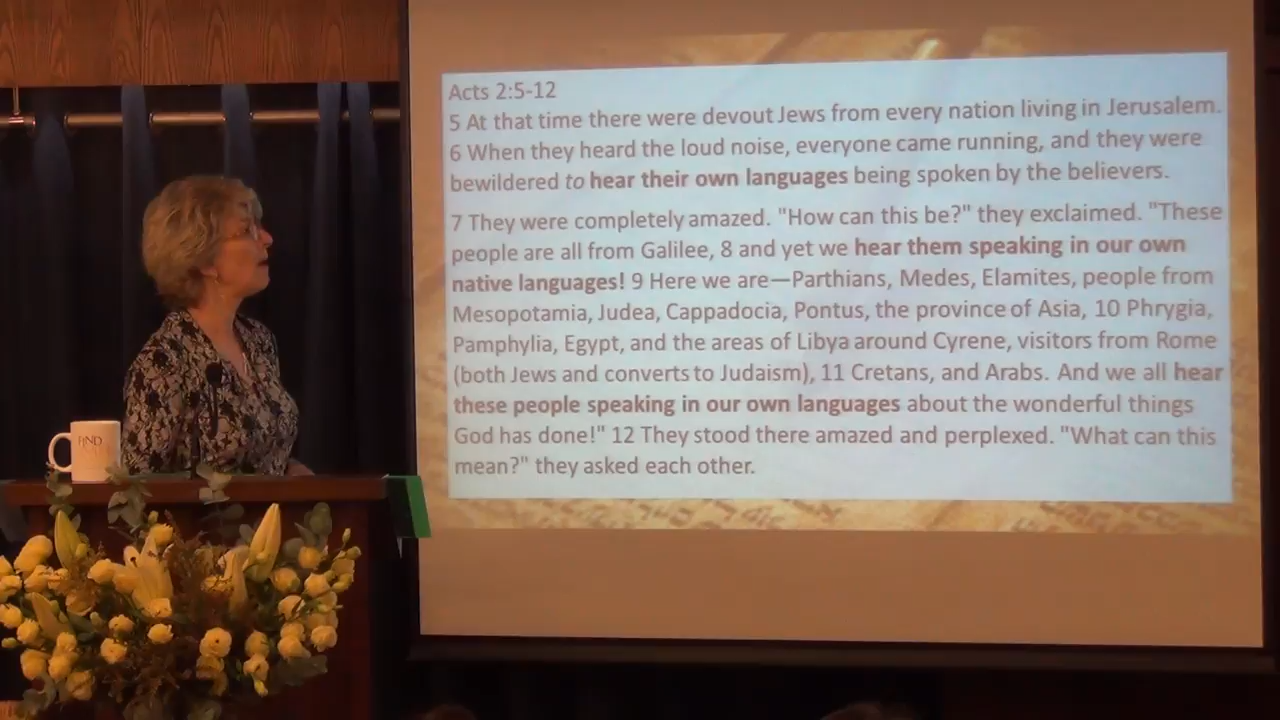 Acts 2:5-12
5 At that time there were devout Jews from every nation living in Jerusalem.
6 When they heard the loud noise, everyone came running, and they were
bewildered to hear their own languages being spoken by the believers.
7 They were completely amazed. "How can this be?" they exclaimed. "These
people are all from Galilee, 8 and yet we hear them speaking in our own
native languages! 9 Here we are—Parthians, Medes, Elamites, people from
Mesopotamia, Judea, Cappadocia, Pontus, the province of Asia, 10 Phrygia,
Pamphylia, Egypt, and the areas of Libya around Cyrene, visitors from Rome
(both Jews and converts to Judaism), 11 Cretans, and Arabs. And we all hear
these people speaking in our own languages about the wonderful things
God has done!" 12 They stood there amazed and perplexed. "What can this
mean?" they asked each other.
FIND